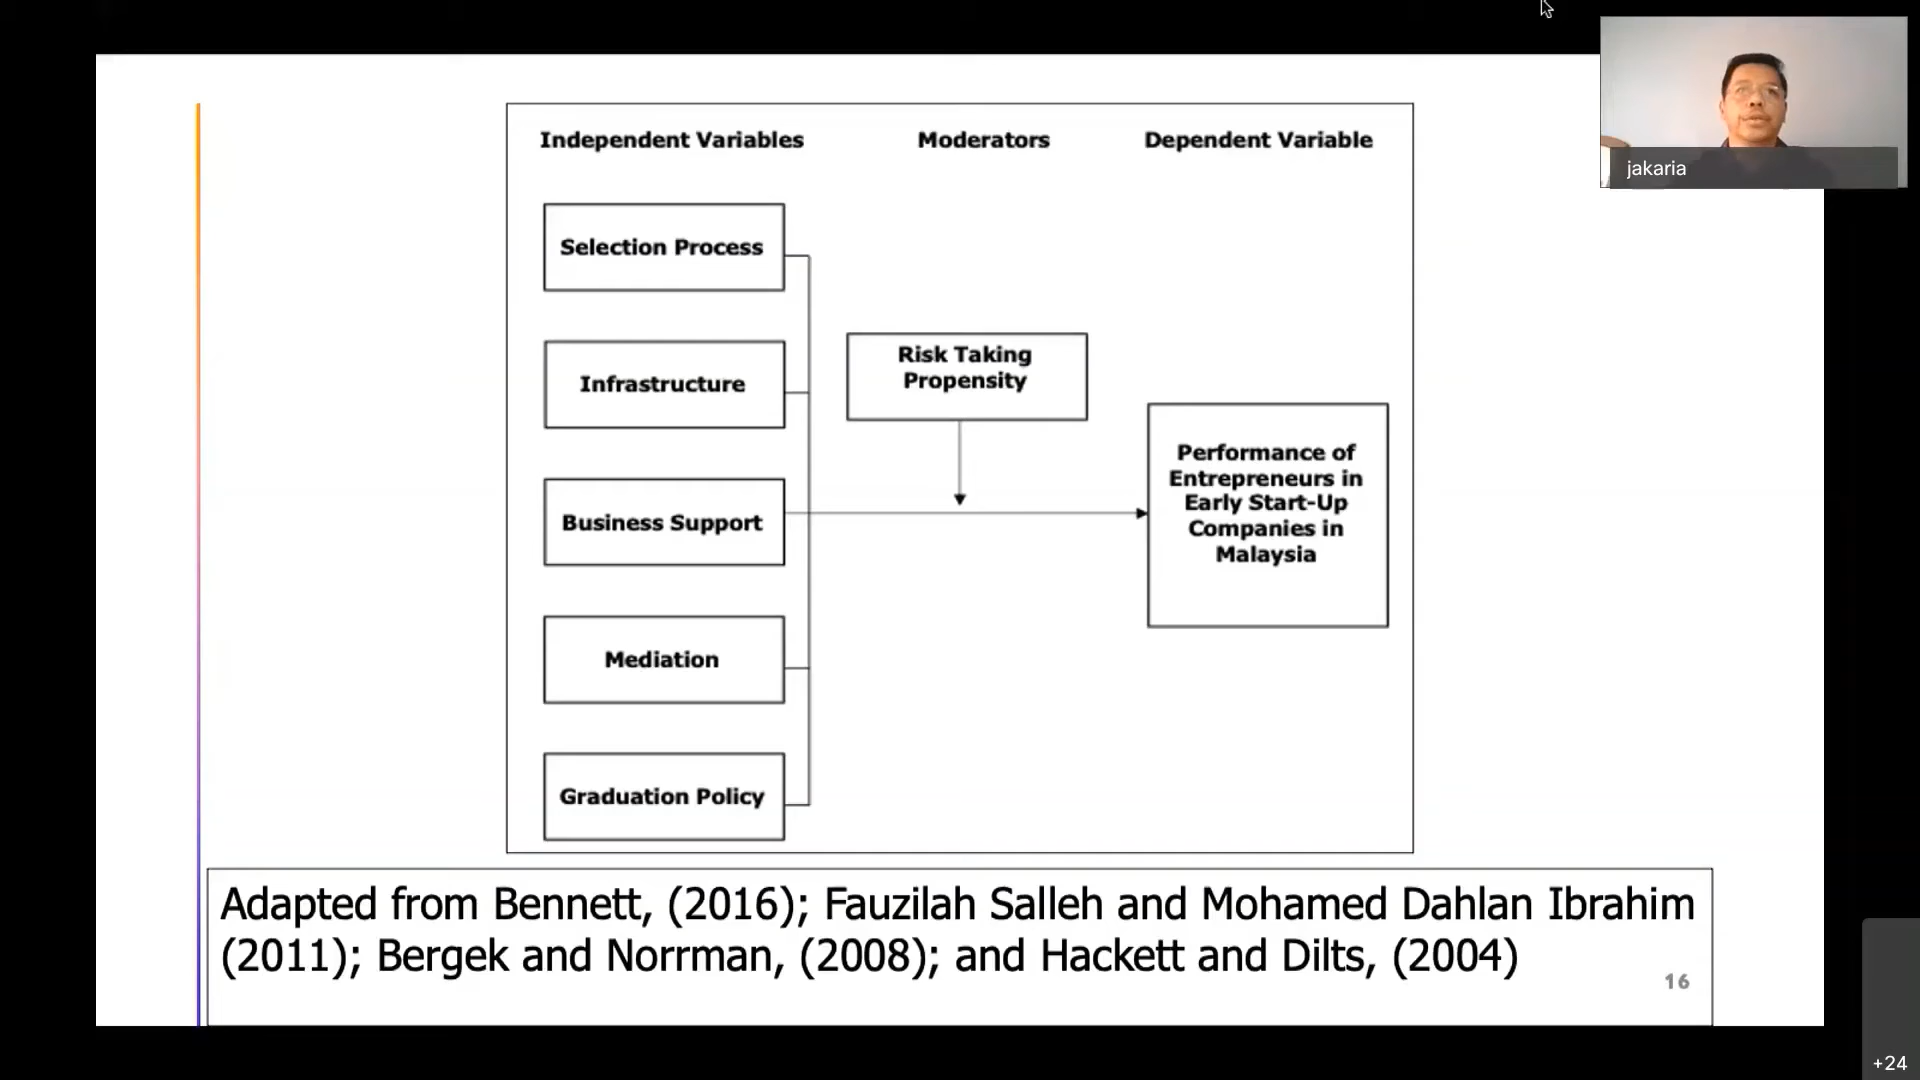 Independent Variables
Moderators
Dependent Variable
jakaria
Selection Process
Infrastructure
Risk Taking
Propensity
Business Support
Performance of
Entrepreneurs in
Early Start-Up
Companies in
Malaysia
Mediation
Graduation Policy
Adapted from Bennett, (2016); Fauzilah Salleh and Mohamed Dahlan Ibrahim
(2011); Bergek and Norrman, (2008); and Hackett and Dilts, (2004)
16
+24